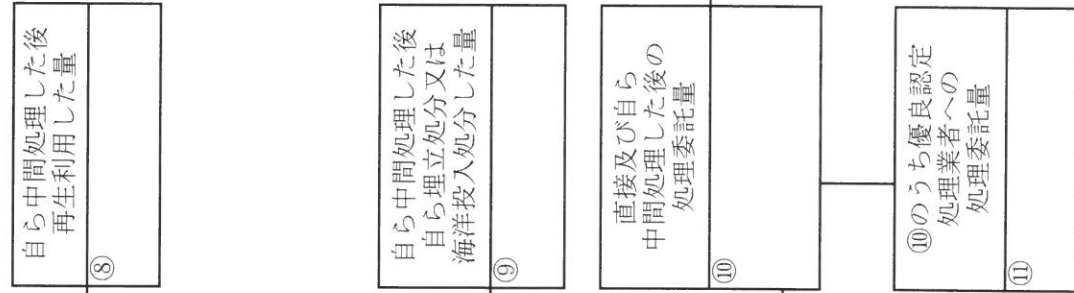 自ら中間処理した後
再生利用した量
⑧
自ら中間処理した後
自ら埋立処分又は
海洋投入処分した量
⑨
直接及び自ら
中間処理した後の
処理委託量
⑩
⑩のうち優良認定
処理業者への
処理委託量
⑪